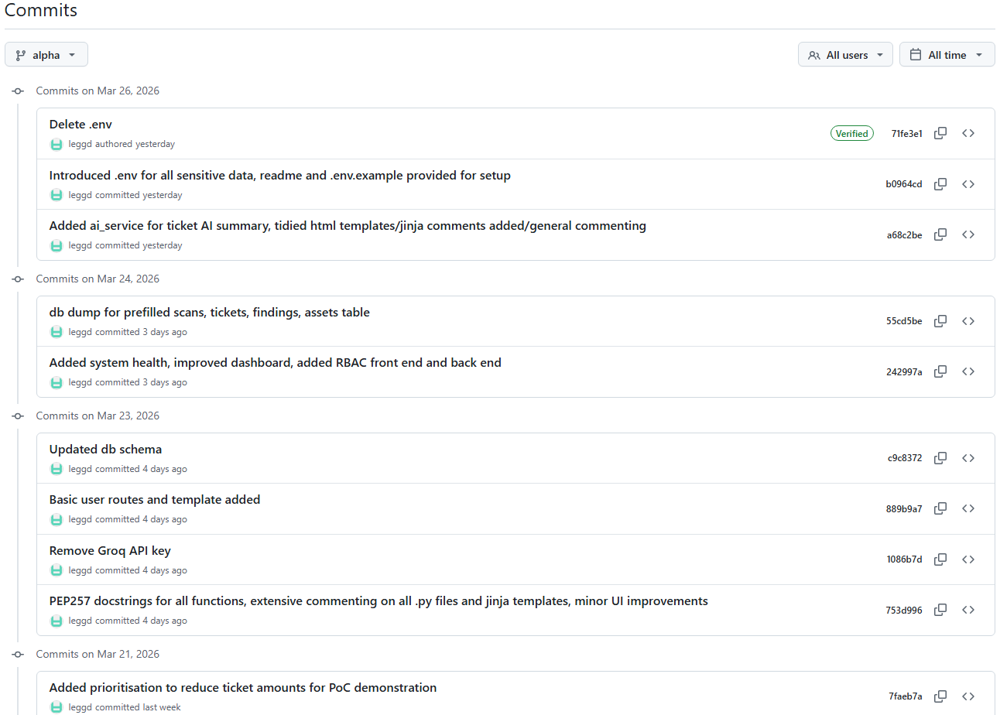 Commits
alpha
All users
All time
Commits on Mar 26, 2026
Delete .env
leggd authored yesterday
Verified
71fe3e1
Introduced .env for all sensitive data, readme and .env.example provided for setup
leggd committed yesterday
b0964cd
Added ai_service for ticket AI summary, tidied html templates/jinja comments added/general commenting
leggd committed yesterday
a68c2be
Commits on Mar 24, 2026
db dump for prefilled scans, tickets, findings, assets table
leggd committed 3 days ago
55cd5be
Added system health, improved dashboard, added RBAC front end and back end
leggd committed 3 days ago
242997a
Commits on Mar 23, 2026
Updated db schema
leggd committed 4 days ago
c9c8372
Basic user routes and template added
leggd committed 4 days ago
889b9a7
Remove Groq API key
leggd committed 4 days ago
1086b7d
PEP257 docstrings for all functions, extensive commenting on all .py files and jinja templates, minor UI improvements
leggd committed 4 days ago
753d996
Commits on Mar 21, 2026
Added prioritisation to reduce ticket amounts for PoC demonstration
leggd committed last week
7faeb7a